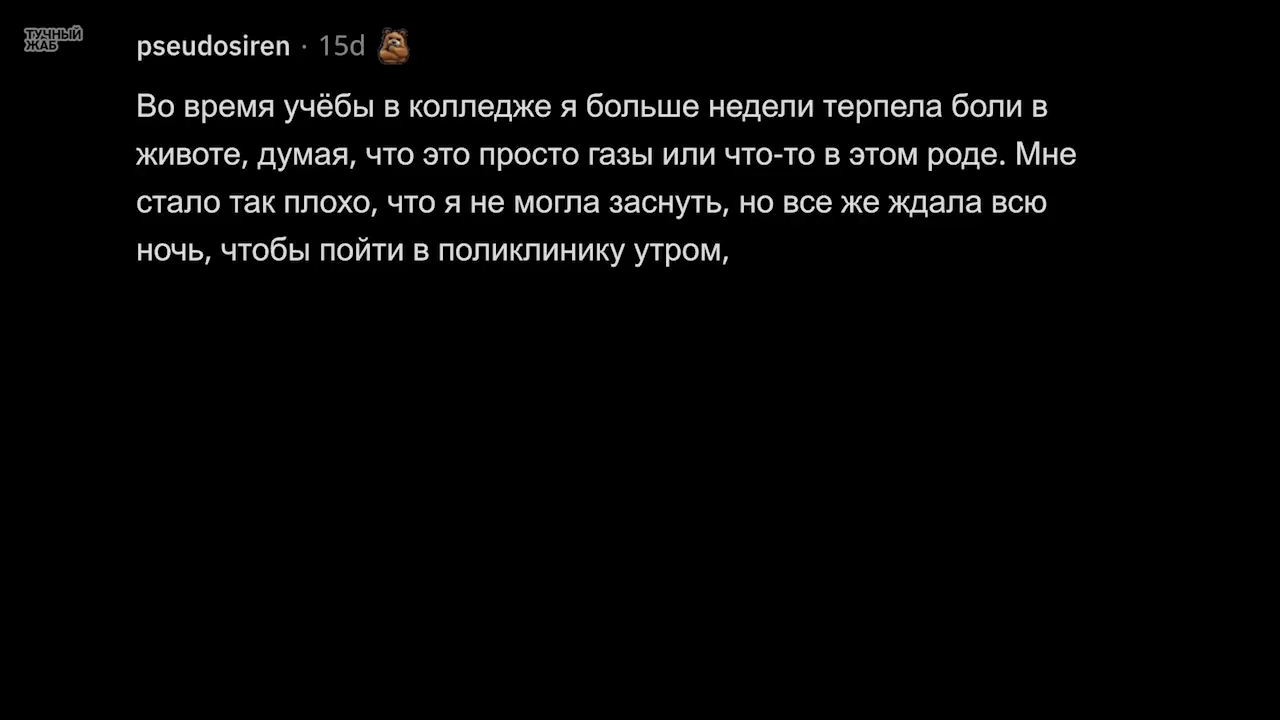 ТУЧНЫЙ
ЖАБ
pseudosiren · 15d
Во время учёбы в колледже я больше недели терпела боли в
животе, думая, что это просто газы или что-то в этом роде. Мне
стало так плохо, что я не могла заснуть, но все же ждала всю
ночь, чтобы пойти в поликлинику утром,